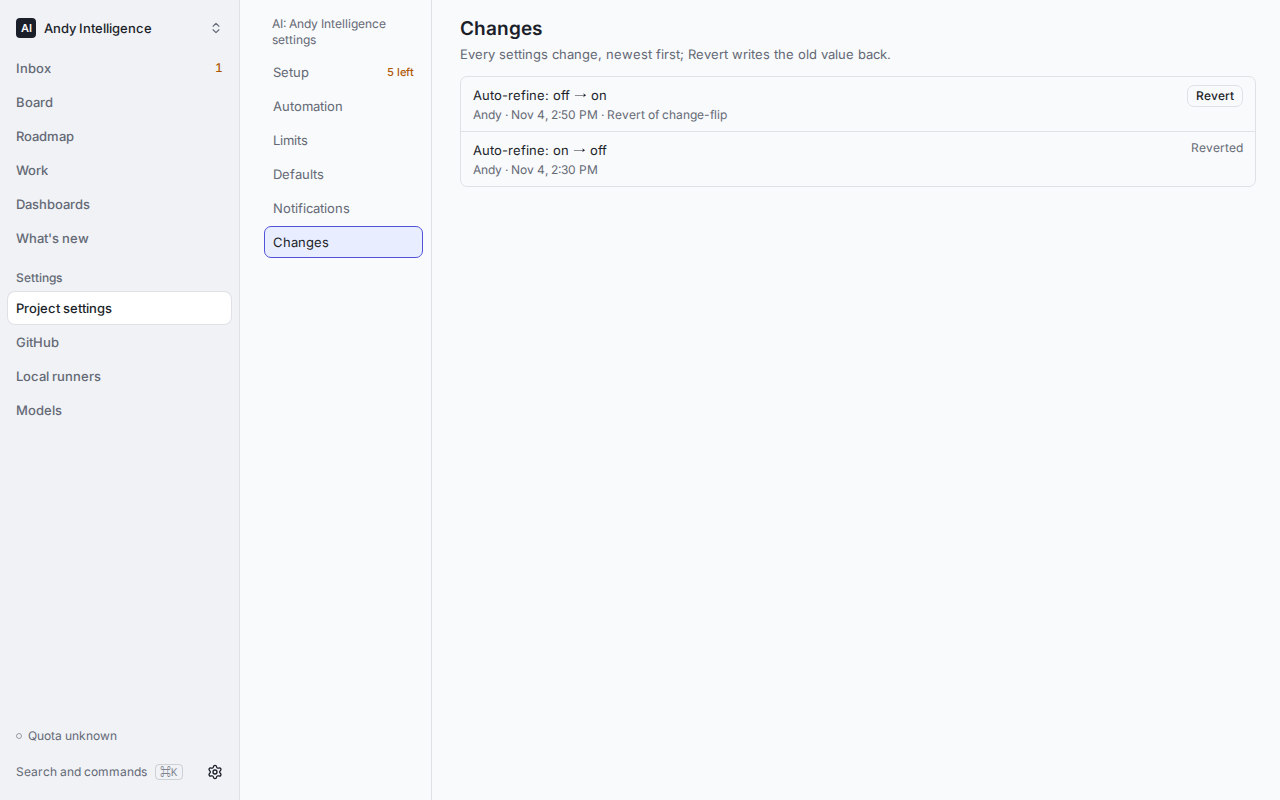 AI Andy Intelligence
Inbox 1
Board
Roadmap
Work
Dashboards
What's new
Settings
Project settings
GitHub
Local runners
Models
Quota unknown
Search and commands ⌘K
AI: Andy Intelligence
settings
Setup 5 left
Automation
Limits
Defaults
Notifications
Changes
Changes
Every settings change, newest first; Revert writes the old value back.
Auto-refine: off → on
Revert
Andy · Nov 4, 2:50 PM · Revert of change-flip
Auto-refine: on → off
Reverted
Andy · Nov 4, 2:30 PM